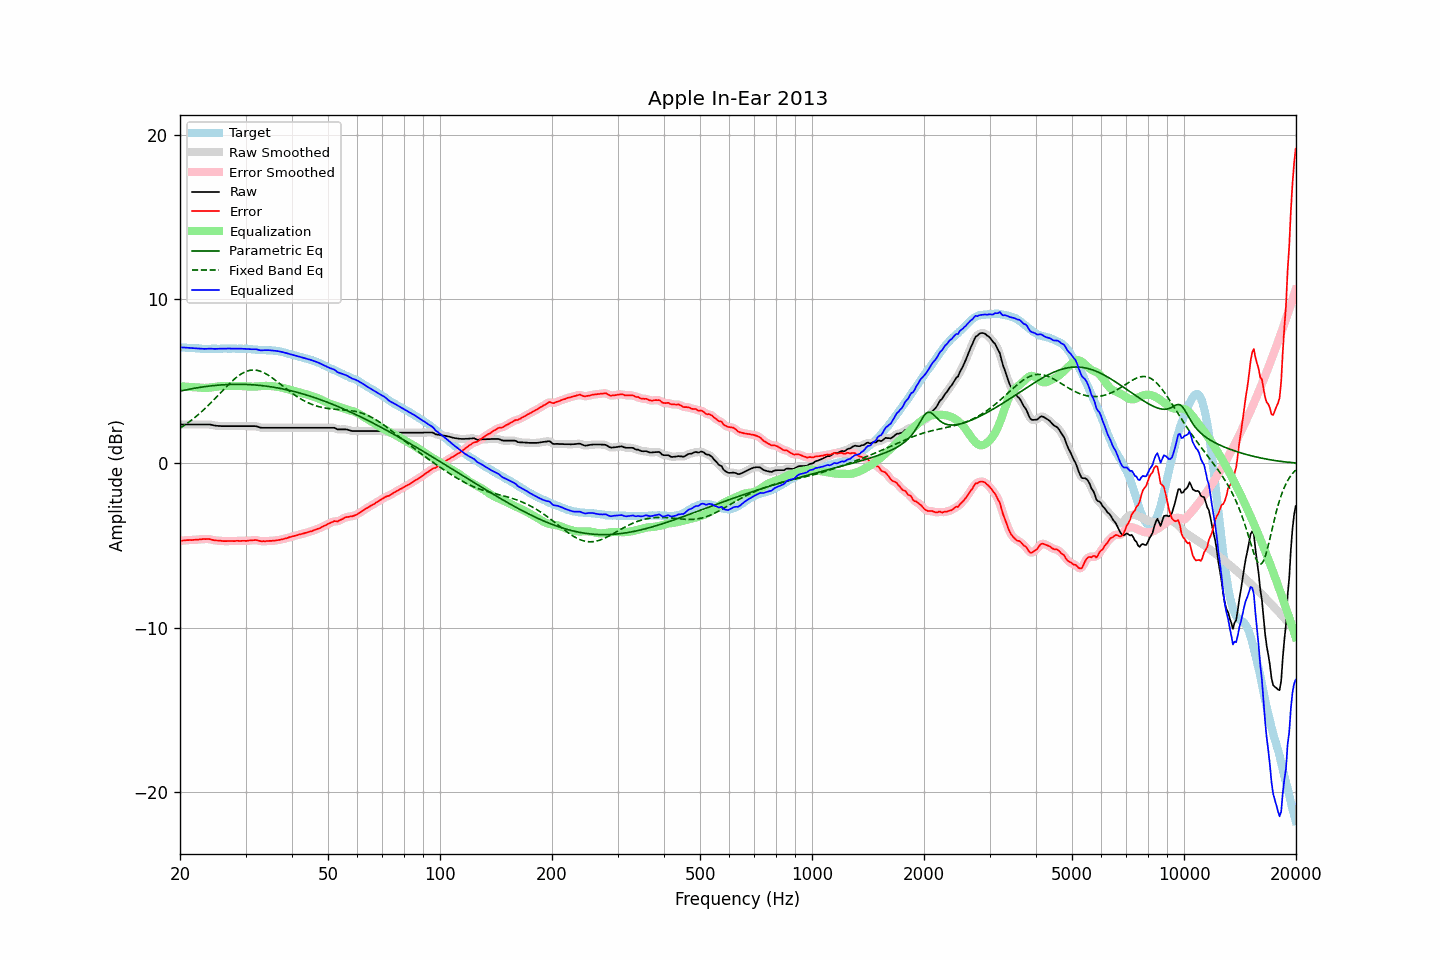 Apple In-Ear 2013
Target
Raw Smoothed
Error Smoothed
Raw
Error
Equalization
Parametric Eq
Fixed Band Eq
Equalized
Amplitude (dBr)
20
10
0
−10
−20
20 50 100 200 500 1000 2000 5000 10000 20000
Frequency (Hz)